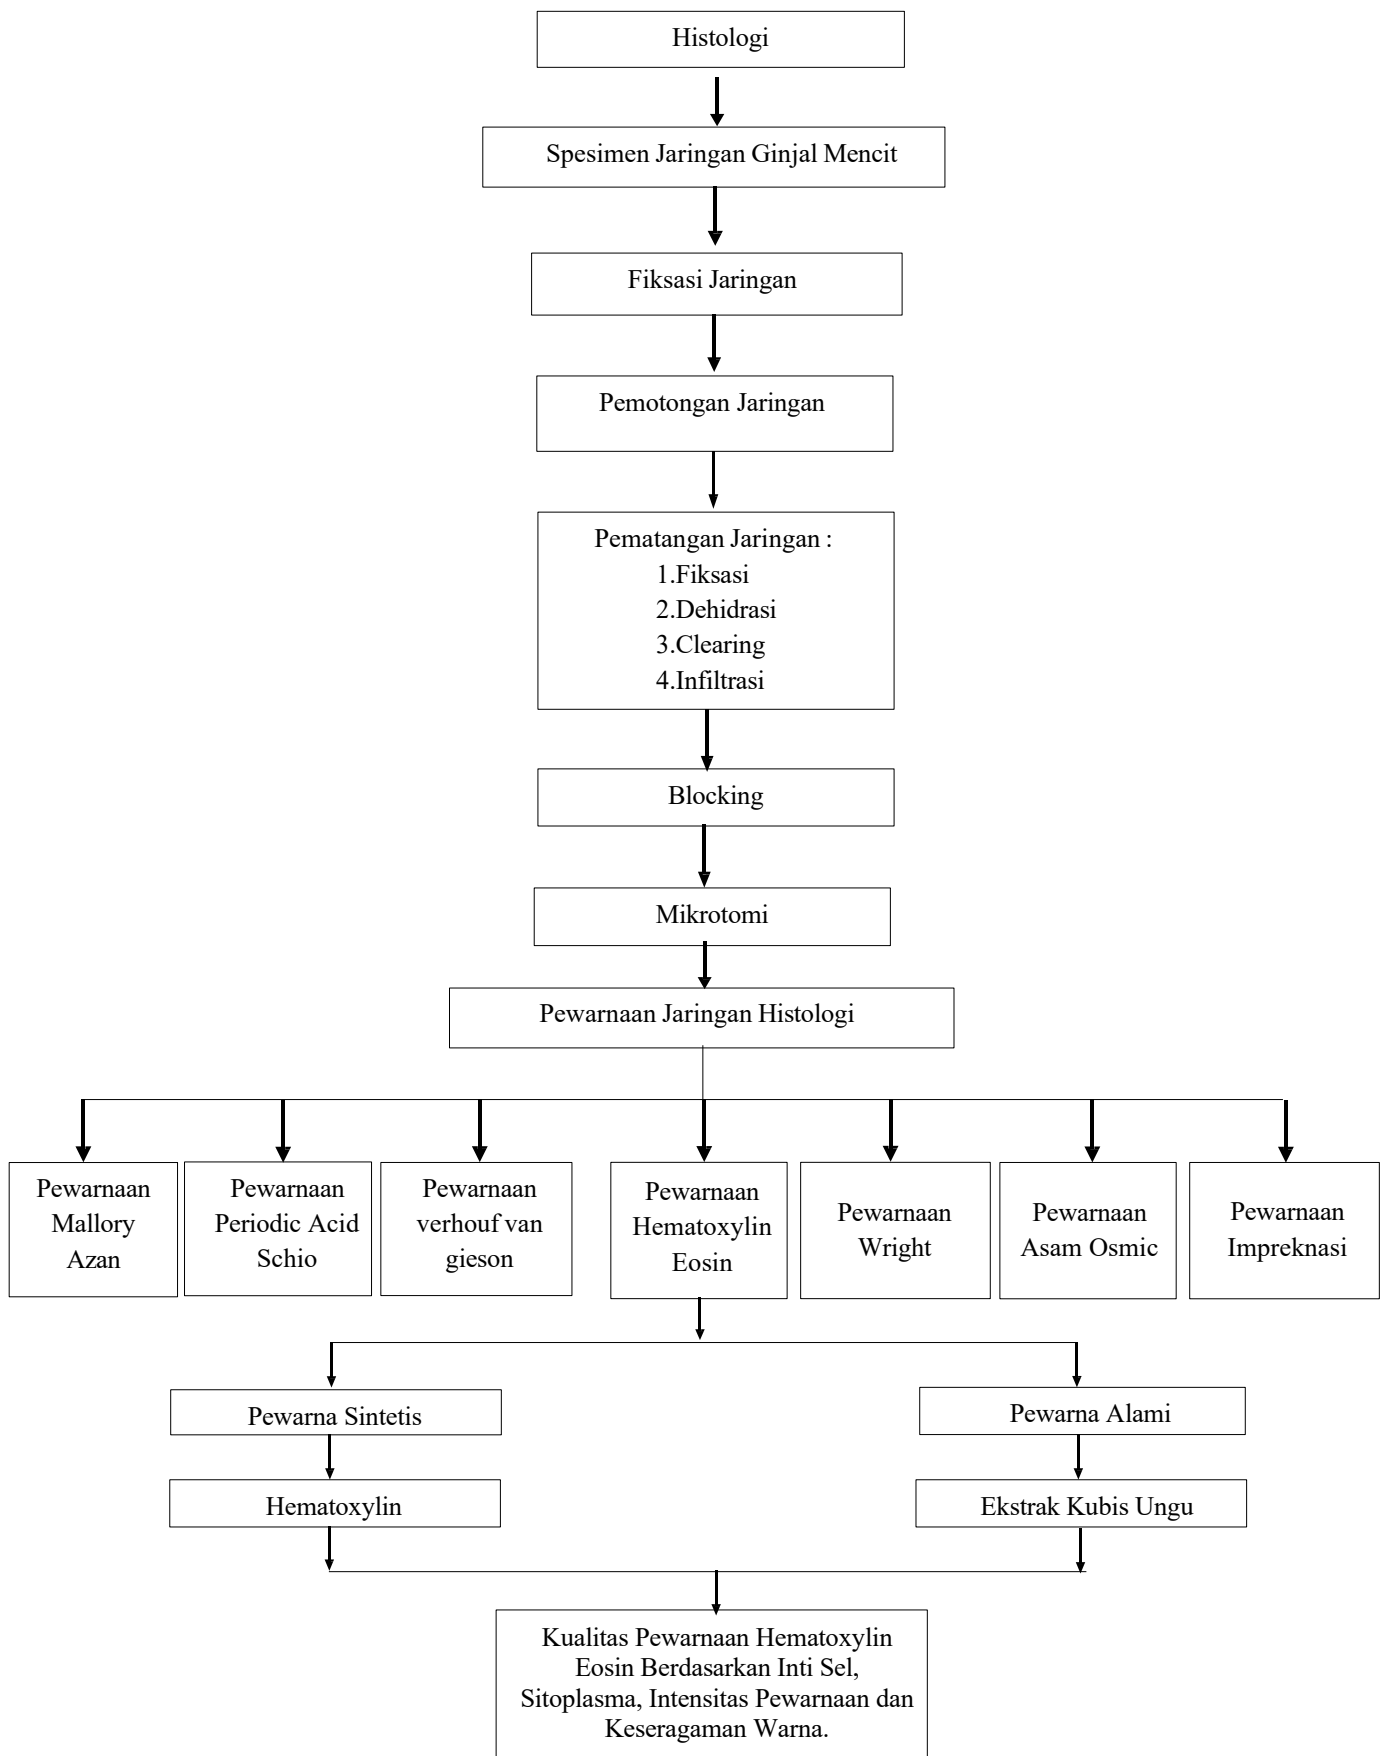 Histologi
Spesimen Jaringan Ginjal Mencit
Fiksasi Jaringan
Pemotongan Jaringan
Pematangan Jaringan :
1.Fiksasi
2.Dehidrasi
3.Clearing
4.Infiltrasi
Blocking
Mikrotomi
Pewarnaan Jaringan Histologi
Pewarnaan
Mallory
Azan
Pewarnaan
Periodic Acid
Schio
Pewarnaan
verhouf van
gieson
Pewarnaan
Hematoxylin
Eosin
Pewarnaan
Wright
Pewarnaan
Asam Osmic
Pewarnaan
Impreknasi
Pewarna Sintetis
Pewarna Alami
Hematoxylin
Ekstrak Kubis Ungu
Kualitas Pewarnaan Hematoxylin
Eosin Berdasarkan Inti Sel,
Sitoplasma, Intensitas Pewarnaan dan
Keseragaman Warna.